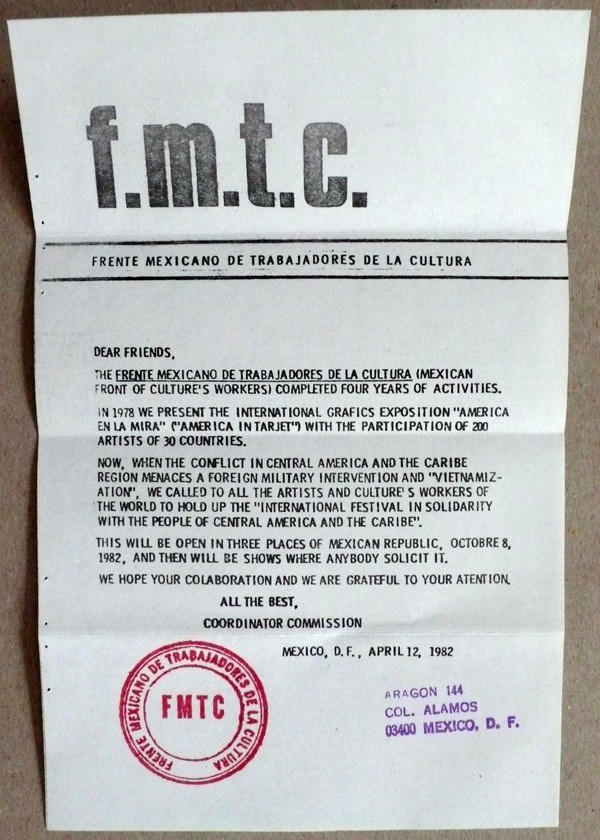 f.m.t.c.
FRENTE MEXICANO DE TRABAJADORES DE LA CULTURA
DEAR FRIENDS,
THE FRENTE MEXICANO DE TRABAJADORES DE LA CULTURA (MEXICAN
FRONT OF CULTURE'S WORKERS) COMPLETED FOUR YEARS OF ACTIVITIES.
IN 1978 WE PRESENT THE INTERNATIONAL GRAFICS EXPOSITION "AMERICA
EN LA MIRA" ("AMERICA IN TARJET") WITH THE PARTICIPATION OF 200
ARTISTS OF 30 COUNTRIES.
NOW, WHEN THE CONFLICT IN CENTRAL AMERICA AND THE CARIBE
REGION MENACES A FOREIGN MILITARY INTERVENTION AND "VIETNAMIZ-
ATION", WE CALLED TO ALL THE ARTISTS AND CULTURE'S WORKERS OF
THE WORLD TO HOLD UP THE "INTERNATIONAL FESTIVAL IN SOLIDARITY
WITH THE PEOPLE OF CENTRAL AMERICA AND THE CARIBE".
THIS WILL BE OPEN IN THREE PLACES OF MEXICAN REPUBLIC, OCTOBRE 8,
1982, AND THEN WILL BE SHOWS WHERE ANYBODY SOLICIT IT.
WE HOPE YOUR COLABORATION AND WE ARE GRATEFUL TO YOUR ATENTION.
ALL THE BEST,
COORDINATOR COMMISSION
MEXICO, D. F., APRIL 12, 1982
FRENTE MEXICANO DE TRABAJADORES DE LA CULTURA
FMTC
ARAGON 144
COL. ALAMOS
03400 MEXICO, D. F.